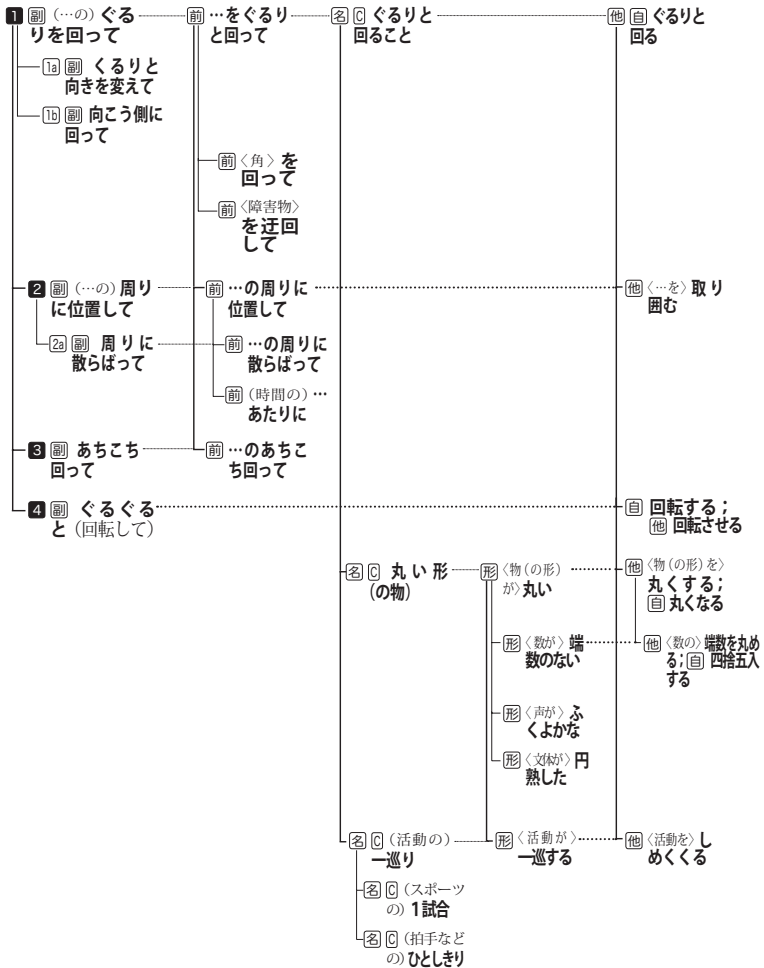 1 副 (…の) ぐる
りを回って
前 …をぐるり
と回って
名 C ぐるりと
回ること
他 自 ぐるりと
回る
1a 副 くるりと
向きを変えて
1b 副 向こう側に
回って
前 〈角〉を
回って
前 〈障害物〉
を迂回
して
2 副 (…の) 周り
に位置して
前 …の周りに
位置して
他 〈…を〉取り
囲む
2a 副 周りに
散らばって
前 …の周りに
散らばって
前 (時間の) …
あたりに
3 副 あちこち
回って
前 …のあちこ
ち回って
4 副 ぐるぐる
と (回転して)
自 回転する;
他 回転させる
名 C 丸い形
(の物)
形 〈物(の形)
が〉丸い
他 〈物(の形)を〉
丸くする;
自 丸くなる
形 〈数が〉端
数のない
他 〈数の〉端数を丸め
る;自 四捨五入
する
形 〈声が〉ふ
くよかな
形 〈文体が〉円
熟した
名 C (活動の)
一巡り
形 〈活動が〉
一巡する
他 〈活動を〉し
めくくる
名 C (スポーツ
の) 1試合
名 C (拍手など
の) ひとしきり